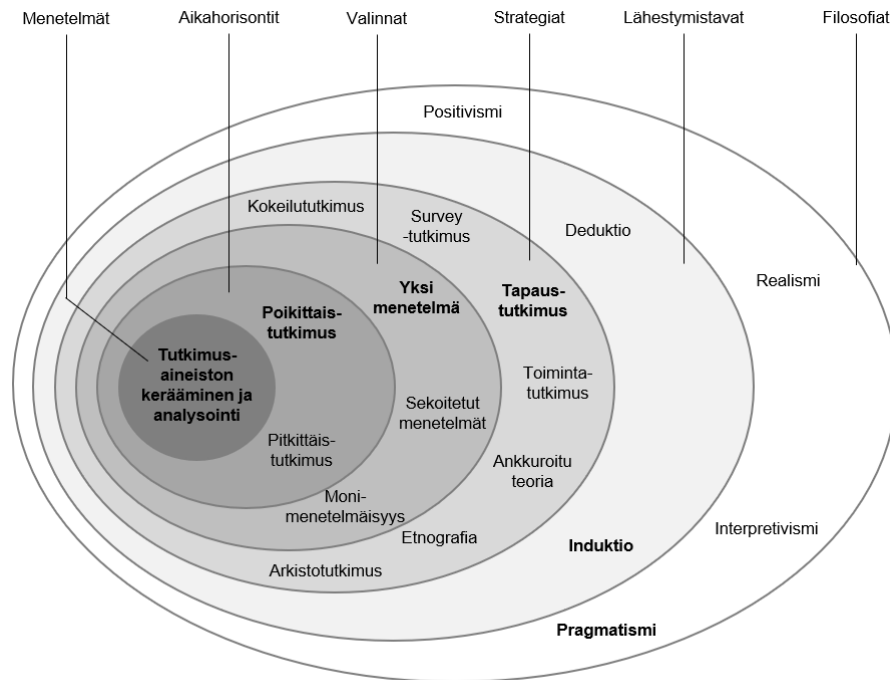 Menetelmät
Aikahorisontit
Valinnat
Strategiat
Lähestymistavat
Filosofiat
Positivismi
Kokeilututkimus
Survey
-tutkimus
Deduktio
Realismi
Yksi
menetelmä
Tapaus-
tutkimus
Poikittais-
tutkimus
Tutkimus-
aineiston
kerääminen ja
analysointi
Toiminta-
tutkimus
Sekoitetut
menetelmät
Pitkittäis-
tutkimus
Ankkuroitu
teoria
Moni-
menetelmäisyys
Etnografia
Interpretivismi
Induktio
Arkistotutkimus
Pragmatismi